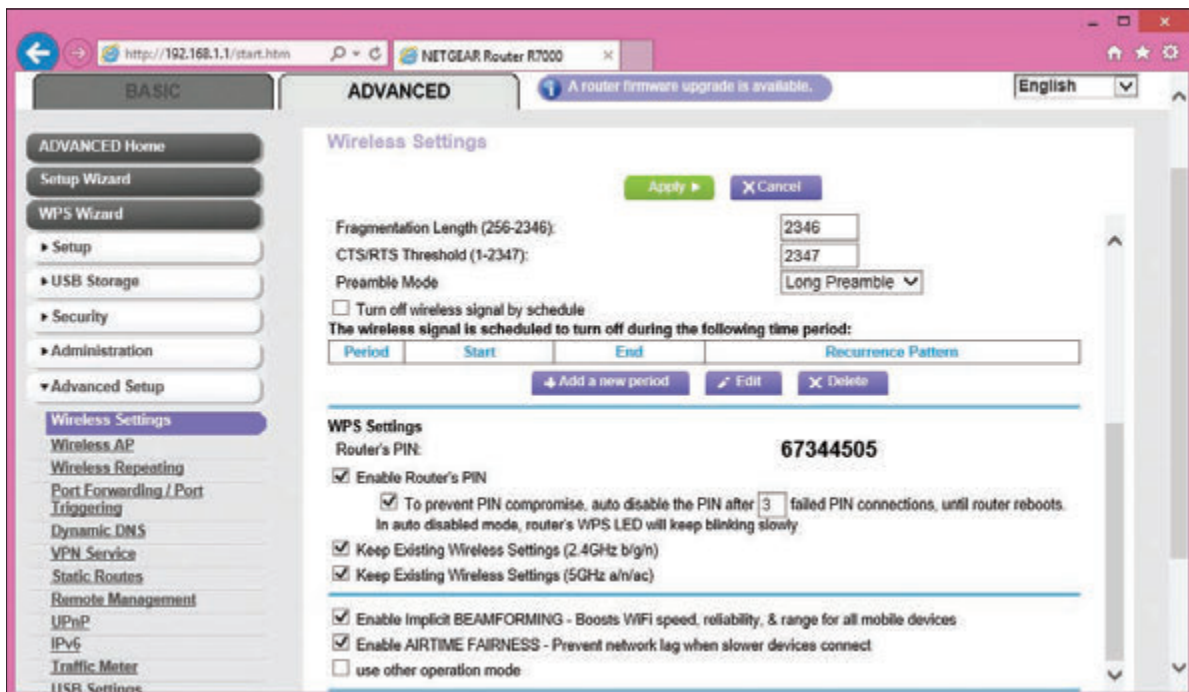 http://192.168.1.1/start.htm
NETGEAR Router R7000
BASIC
ADVANCED
A router firmware upgrade is available.
English
ADVANCED Home
Setup Wizard
WPS Wizard
Setup
USB Storage
Security
Administration
Advanced Setup
Wireless Settings
Wireless AP
Wireless Repeating
Port Forwarding / Port
Triggering
Dynamic DNS
VPN Service
Static Routes
Remote Management
UPnP
IPv6
Traffic Meter
USB Settings
Wireless Settings
Apply
X Cancel
Fragmentation Length (256-2346): 2346
CTS/RTS Threshold (1-2347): 2347
Preamble Mode Long Preamble
Turn off wireless signal by schedule
The wireless signal is scheduled to turn off during the following time period:
Period Start End Recurrence Pattern
+ Add a new period Edit X Delete
WPS Settings
Router's PIN: 67344505
Enable Router's PIN
To prevent PIN compromise, auto disable the PIN after 3 failed PIN connections, until router reboots.
In auto disabled mode, router's WPS LED will keep blinking slowly
Keep Existing Wireless Settings (2.4GHz b/g/n)
Keep Existing Wireless Settings (5GHz a/n/ac)
Enable Implicit BEAMFORMING - Boosts WiFi speed, reliability, & range for all mobile devices
Enable AIRTIME FAIRNESS - Prevent network lag when slower devices connect
use other operation mode